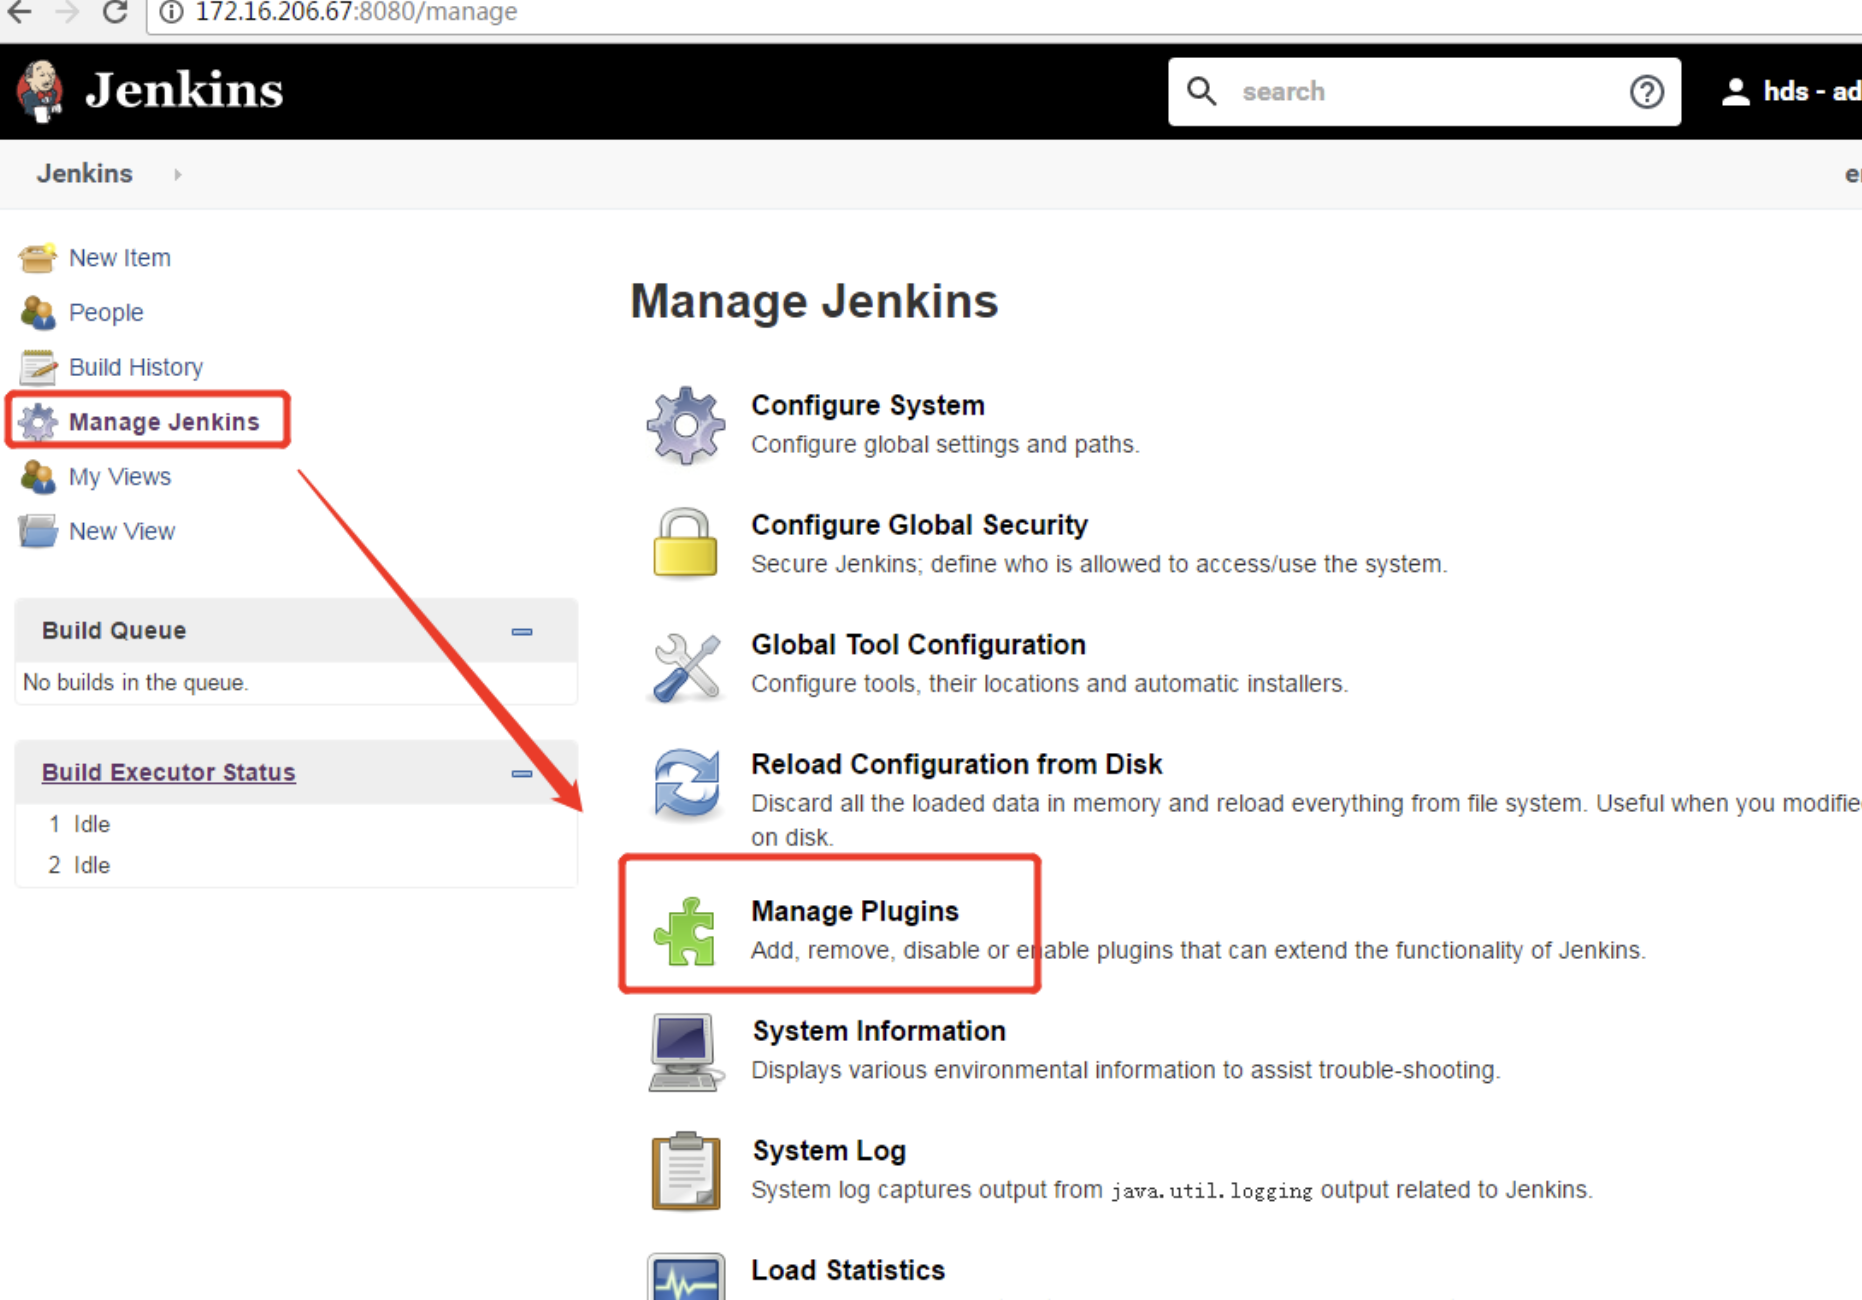 172.16.206.67:8080/manage
Jenkins
search
hds - ad
Jenkins
New Item
People
Build History
Manage Jenkins
My Views
New View
Build Queue
No builds in the queue.
Build Executor Status
1 Idle
2 Idle
Manage Jenkins
Configure System
Configure global settings and paths.
Configure Global Security
Secure Jenkins; define who is allowed to access/use the system.
Global Tool Configuration
Configure tools, their locations and automatic installers.
Reload Configuration from Disk
Discard all the loaded data in memory and reload everything from file system. Useful when you modifie
on disk.
Manage Plugins
Add, remove, disable or enable plugins that can extend the functionality of Jenkins.
System Information
Displays various environmental information to assist trouble-shooting.
System Log
System log captures output from java.util.logging output related to Jenkins.
Load Statistics